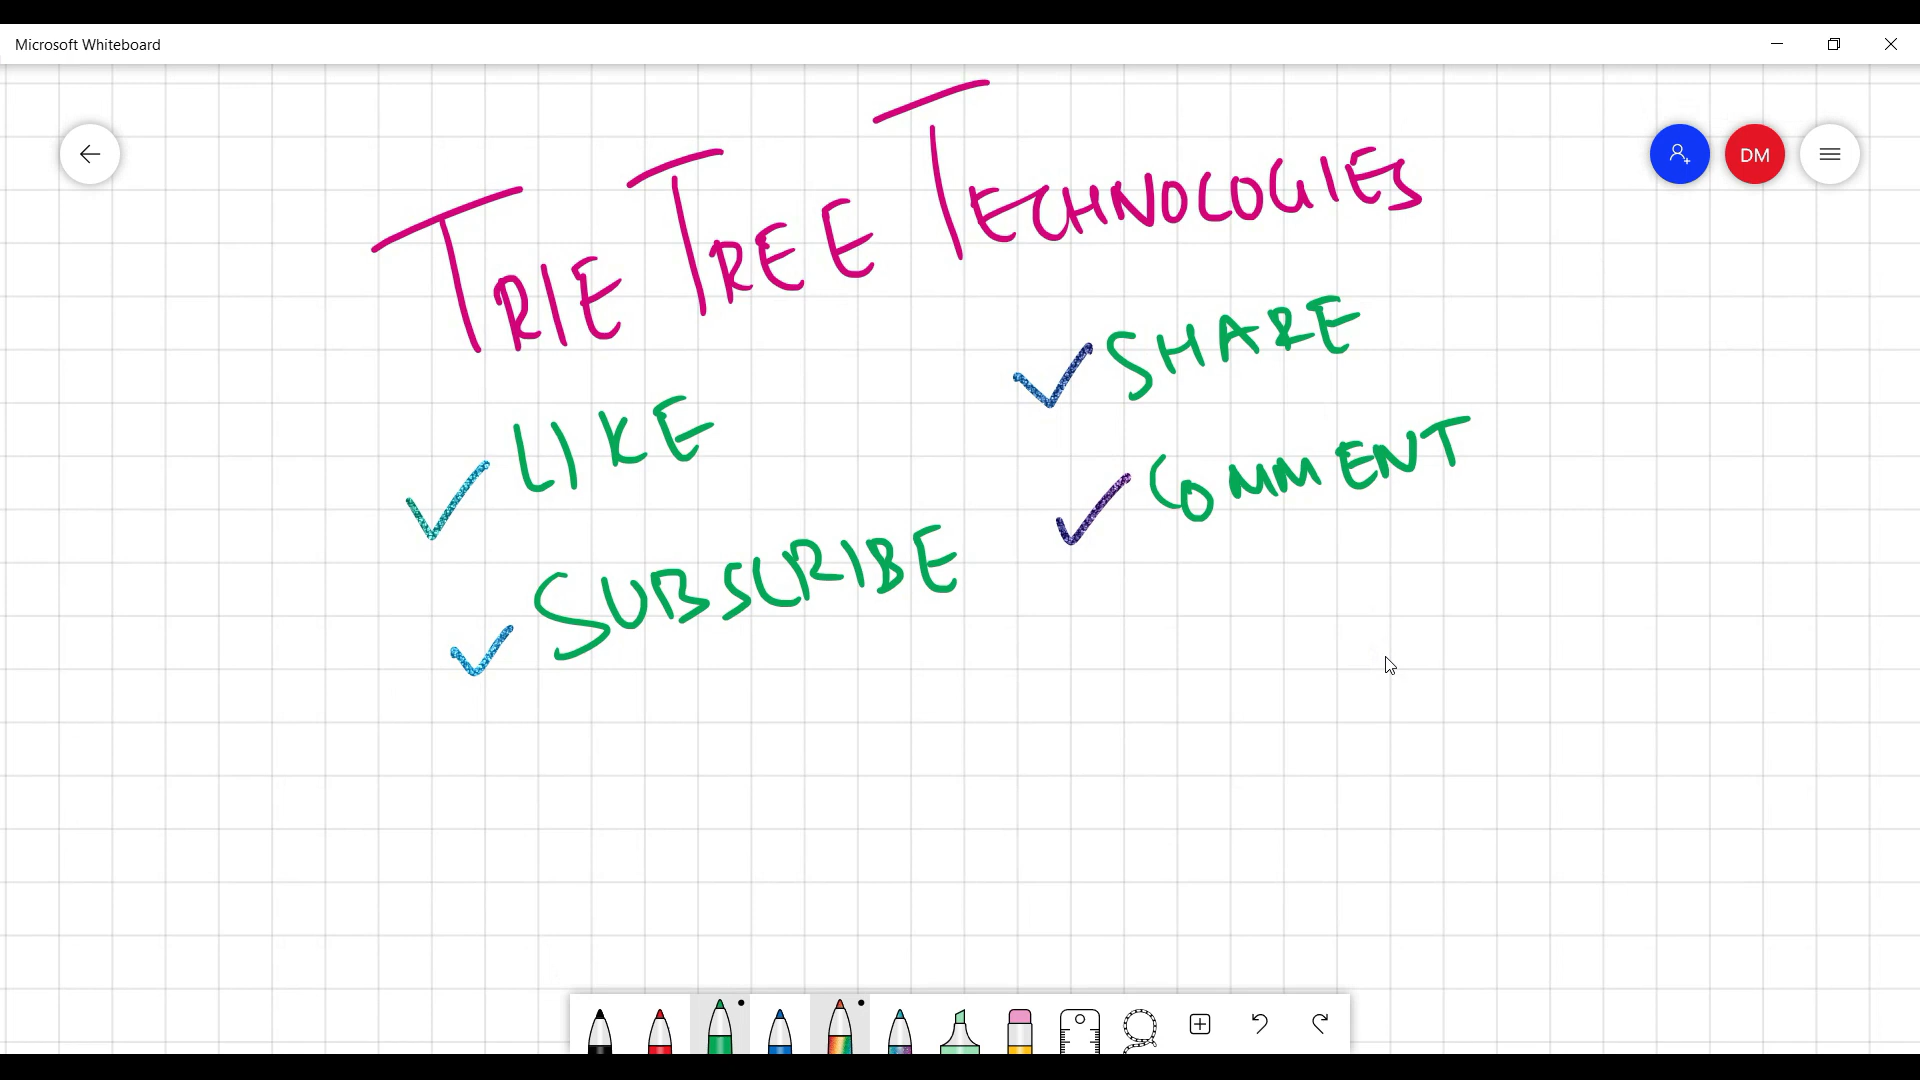 Microsoft Whiteboard
DM
TRIE TREE TECHNOLOGIES
LIKE
SUBSCRIBE
SHARE
COMMENT